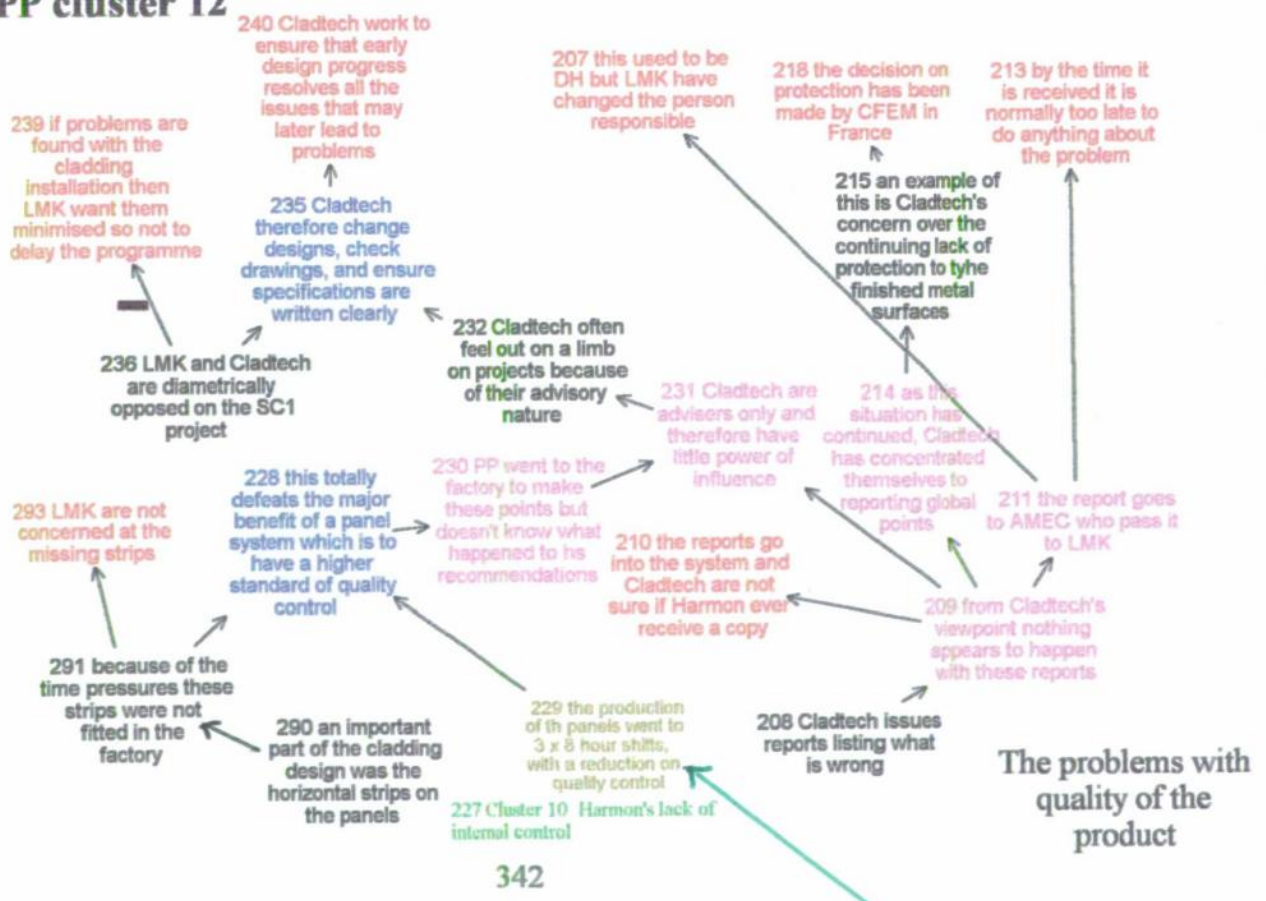 PP cluster 12
240 Cladtech work to
ensure that early
design progress
resolves all the
issues that may
later lead to
problems
207 this used to be
DH but LMK have
changed the person
responsible
218 the decision on
protection has been
made by CFEM in
France
213 by the time it
is received it is
normally too late to
do anything about
the problem
239 if problems are
found with the
cladding
installation then
LMK want them
minimised so not to
delay the programme
235 Cladtech
therefore change
designs, check
drawings, and ensure
specifications are
written clearly
215 an example of
this is Cladtech's
concern over the
continuing lack of
protection to tyhe
finished metal
surfaces
236 LMK and Cladtech
are diametrically
opposed on the SC1
project
232 Cladtech often
feel out on a limb
on projects because
of their advisory
nature
231 Cladtech are
advisers only and
therefore have
little power of
influence
214 as this
situation has
continued, Cladtech
has concentrated
themselves to
reporting global
points
293 LMK are not
concerned at the
missing strips
228 this totally
defeats the major
benefit of a panel
system which is to
have a higher
standard of quality
control
230 PP went to the
factory to make
these points but
doesn't know what
happened to hs
recommendations
210 the reports go
into the system and
Cladtech are not
sure if Harmon ever
receive a copy
211 the report goes
to AMEC who pass it
to LMK
209 from Cladtech's
viewpoint nothing
appears to happen
with these reports
291 because of the
time pressures these
strips were not
fitted in the
factory
290 an important
part of the cladding
design was the
horizontal strips on
the panels
229 the production
of th panels went to
3 x 8 hour shifts,
with a reduction on
quality control
227 Cluster 10 Harmon's lack of
internal control
208 Cladtech issues
reports listing what
is wrong
The problems with
quality of the
product
342